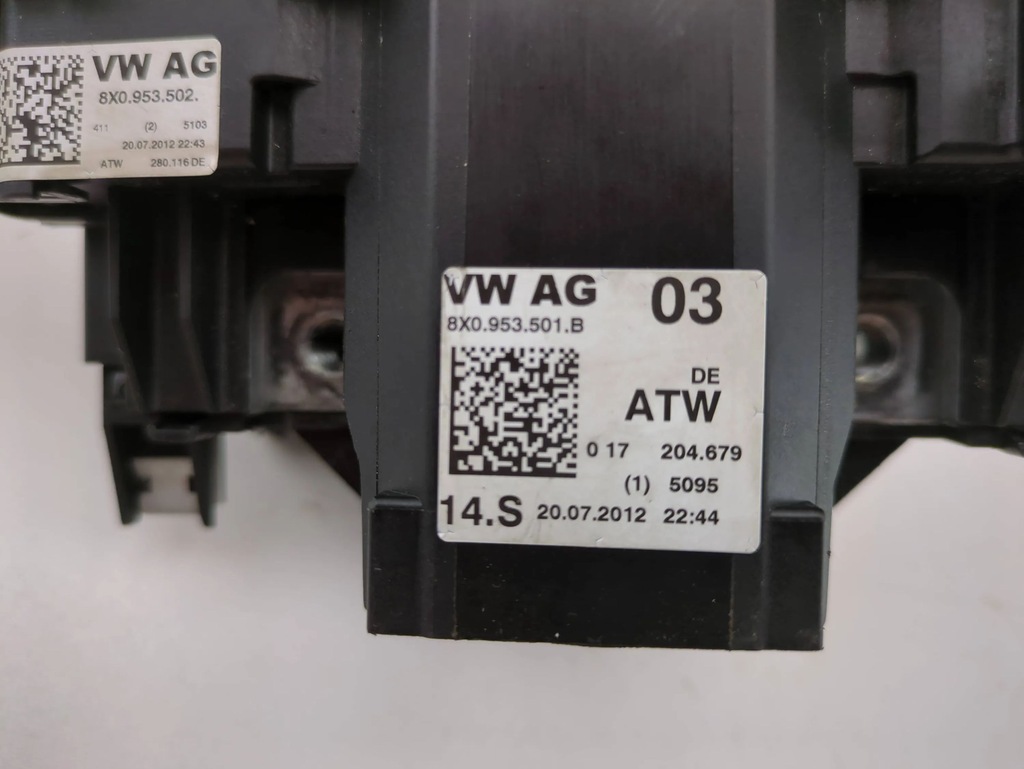 VW AG
8X0.953.502.
411 (2) 5103
20.07.2012 22:43
ATW 280.116 DE
VW AG 03
8X0.953.501.B
DE
ATW
0 17 204.679
(1) 5095
14.S 20.07.2012 22:44